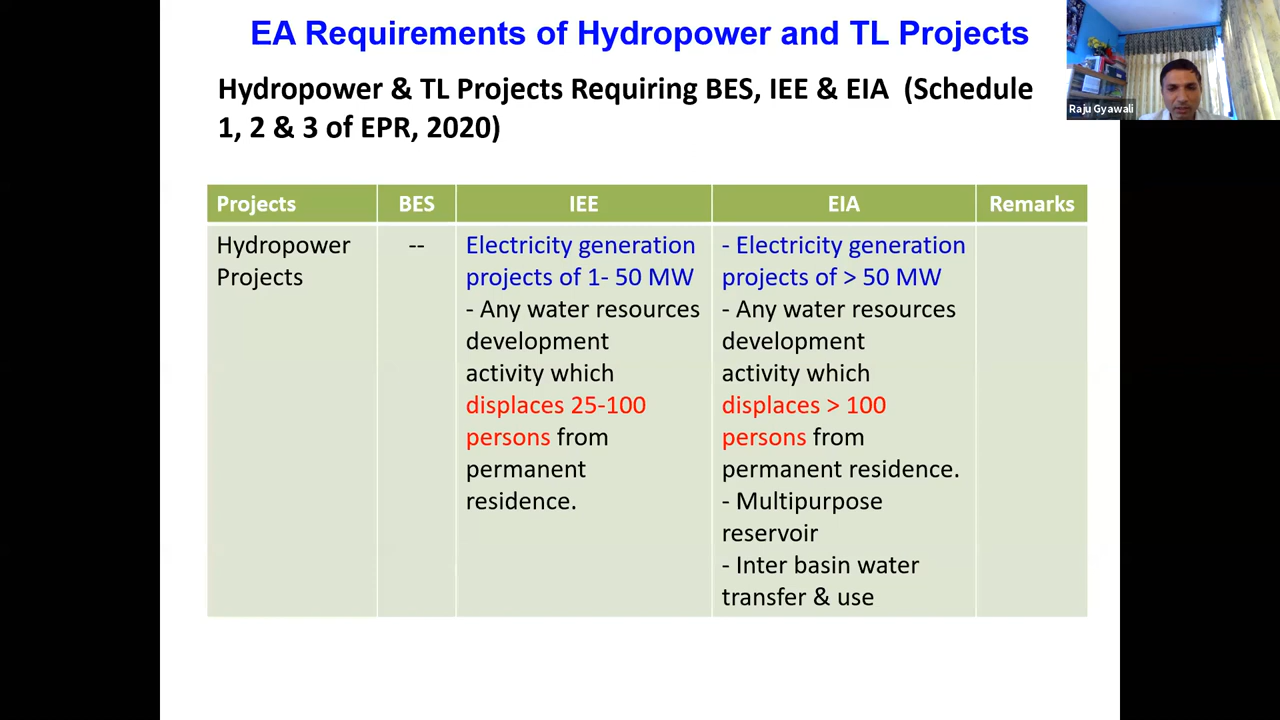 EA Requirements of Hydropower and TL Projects
Hydropower & TL Projects Requiring BES, IEE & EIA (Schedule
1, 2 & 3 of EPR, 2020)
Raju Gyawali
Projects
BES
IEE
EIA
Remarks
Hydropower
Projects
--
Electricity generation
projects of 1- 50 MW
- Any water resources
development
activity which
displaces 25-100
persons from
permanent
residence.
- Electricity generation
projects of > 50 MW
- Any water resources
development
activity which
displaces > 100
persons from
permanent residence.
- Multipurpose
reservoir
- Inter basin water
transfer & use